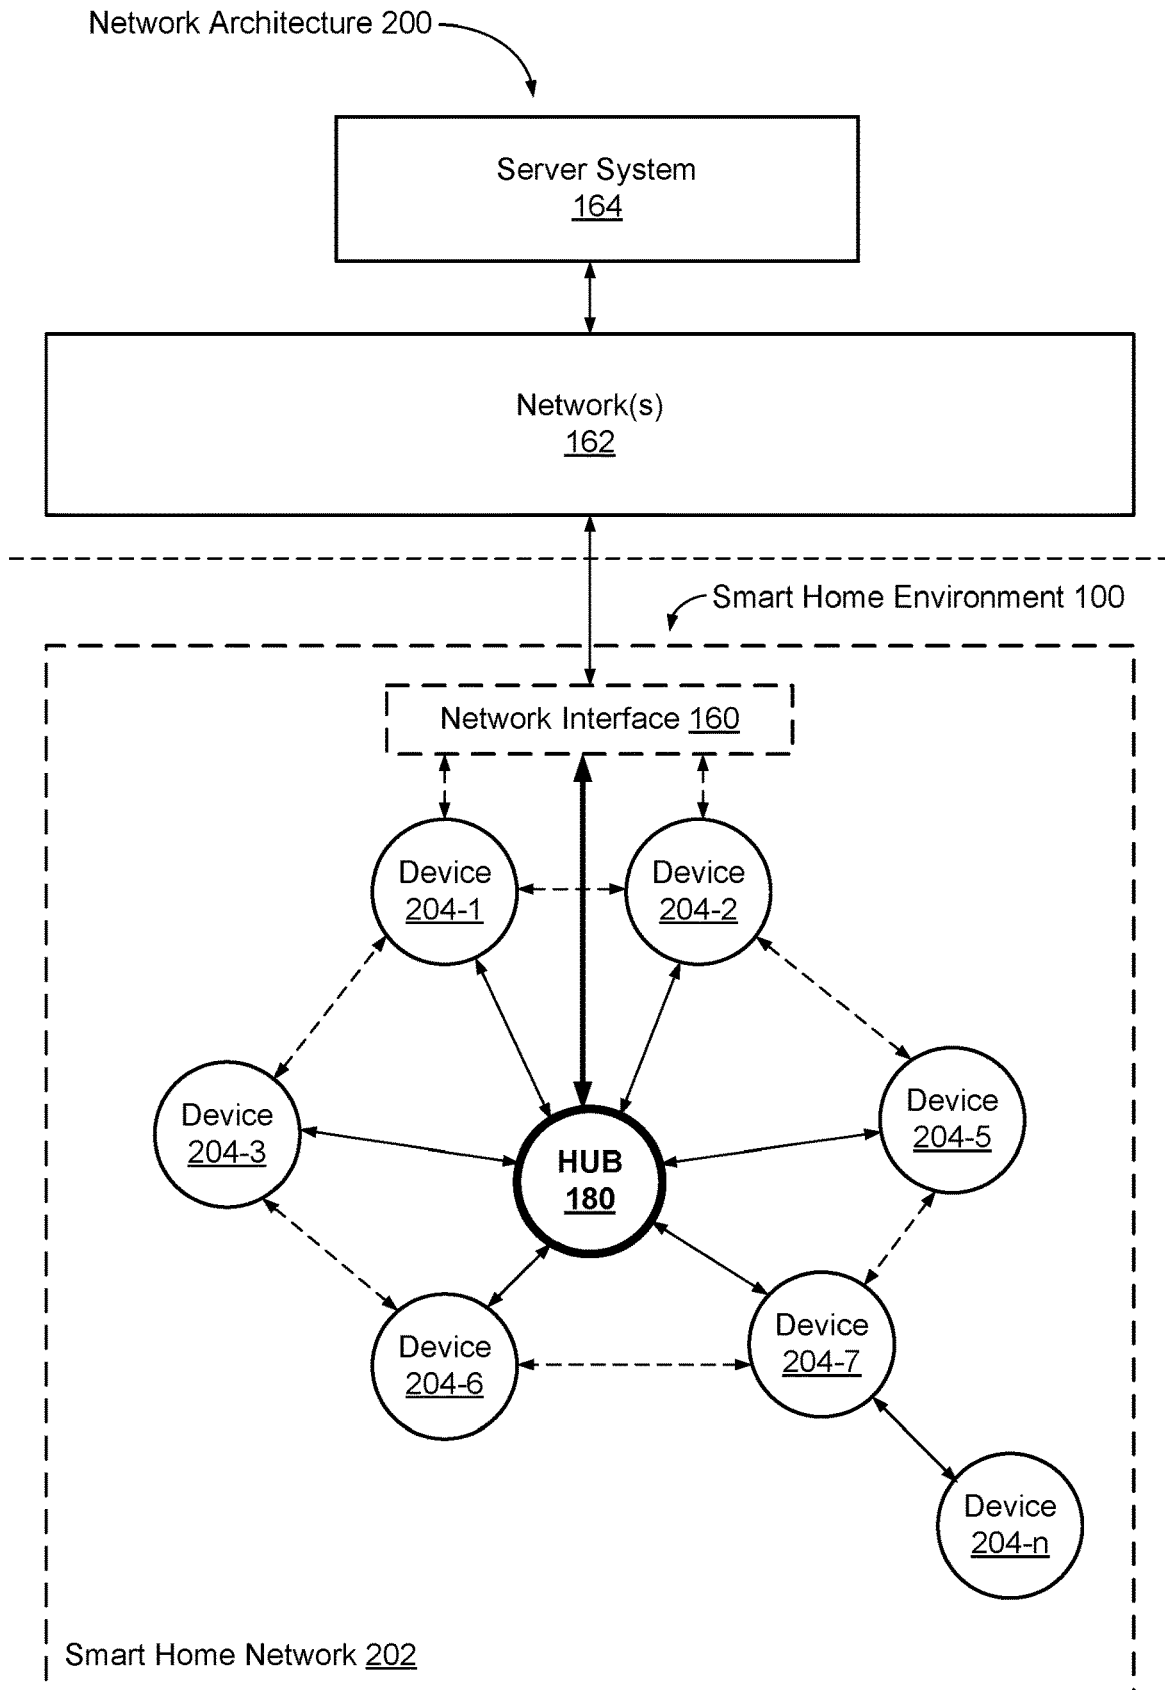 Network Architecture 200
Server System
164
Network(s)
162
Smart Home Environment 100
Network Interface 160
Device
204-1
Device
204-2
Device
204-3
Device
204-5
HUB
180
Device
204-6
Device
204-7
Device
204-n
Smart Home Network 202